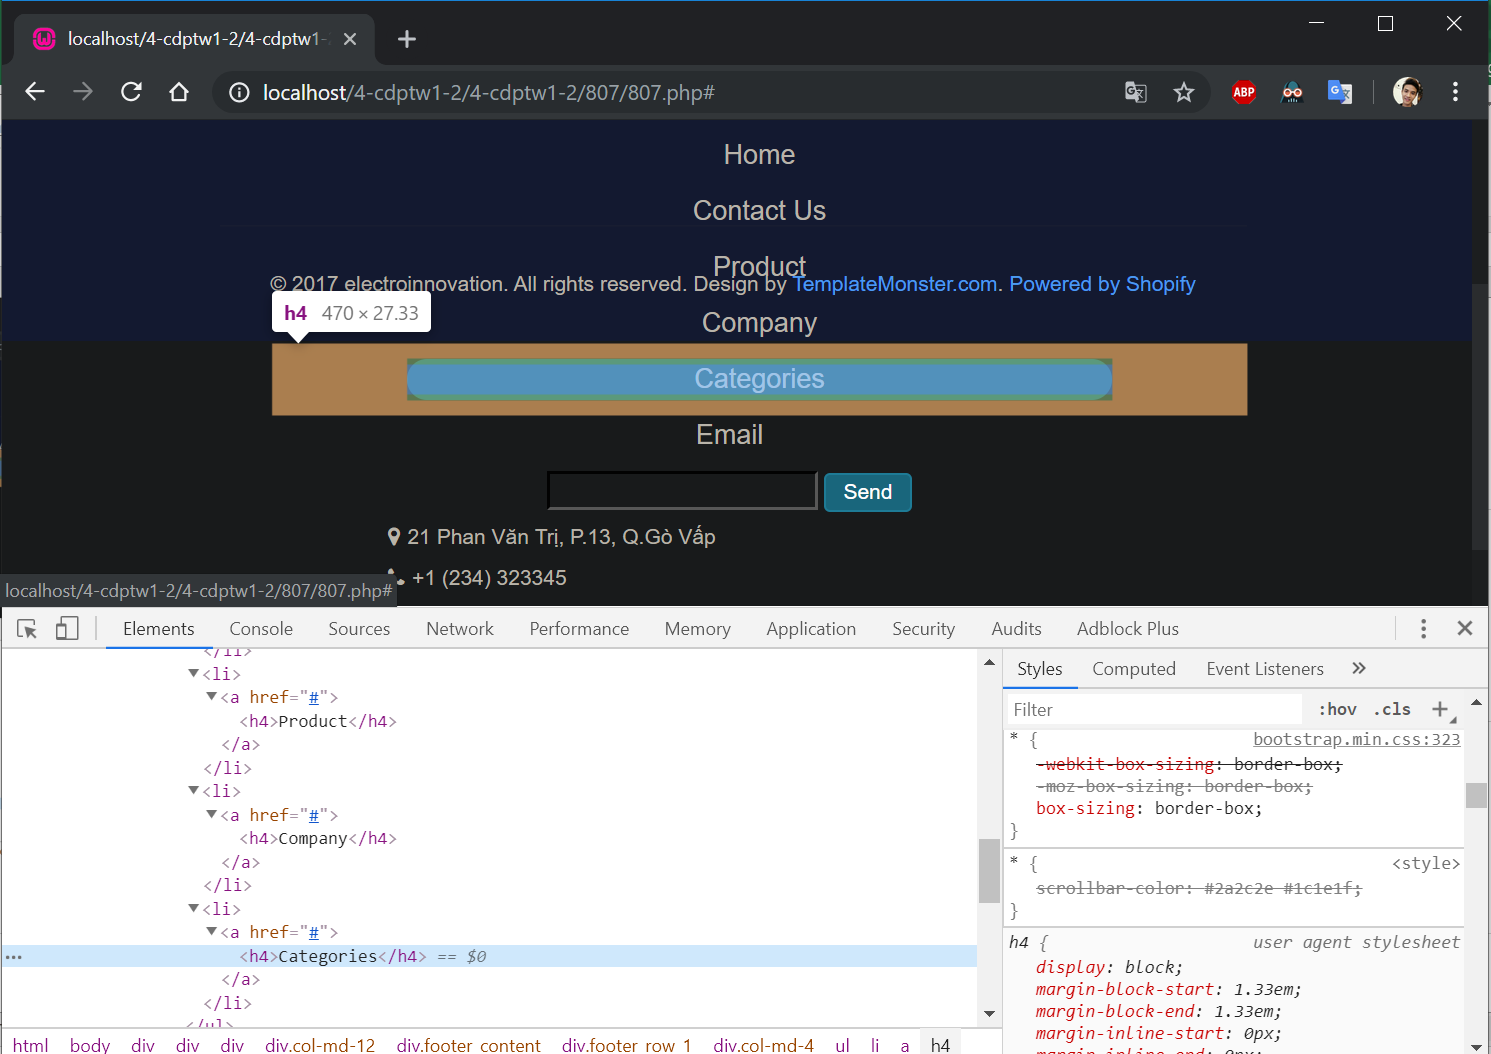 localhost/4-cdptw1-2/4-cdptw1-2
localhost/4-cdptw1-2/4-cdptw1-2/807/807.php#
ABP
Home
Contact Us
Product
© 2017 electroinnovation. All rights reserved. Design by TemplateMonster.com. Powered by Shopify
h4 470 × 27.33
Company
Categories
Email
Send
21 Phan Văn Trị, P.13, Q.Gò Vấp
+1 (234) 323345
localhost/4-cdptw1-2/4-cdptw1-2/807/807.php#
Elements Console Sources Network Performance Memory Application Security Audits Adblock Plus
</li>
<li>
<a href="#">
<h4>Product</h4>
</a>
</li>
<li>
<a href="#">
<h4>Company</h4>
</a>
</li>
<li>
<a href="#">
<h4>Categories</h4> == $0
</a>
</li>
</ul>
html body div div div div.col-md-12 div.footer content div.footer row 1 div.col-md-4 ul li a h4
Styles Computed Event Listeners »
Filter :hov .cls +
* { bootstrap.min.css:323
-webkit-box-sizing: border-box;
-moz-box-sizing: border-box;
box-sizing: border-box;
}
* { <style>
scrollbar-color: #2a2c2e #1c1e1f;
}
h4 { user agent stylesheet
display: block;
margin-block-start: 1.33em;
margin-block-end: 1.33em;
margin-inline-start: 0px;
margin-inline-end: 0px;